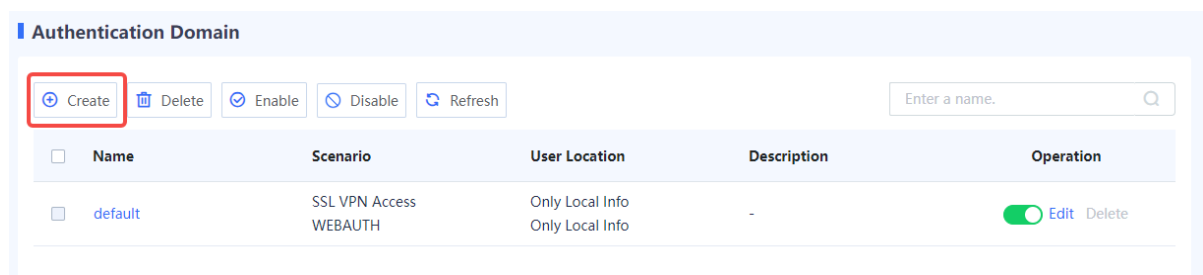 Authentication Domain
Create Delete Enable Disable Refresh Enter a name.
Name Scenario User Location Description Operation
default SSL VPN Access Only Local Info - Edit Delete
WEBAUTH Only Local Info